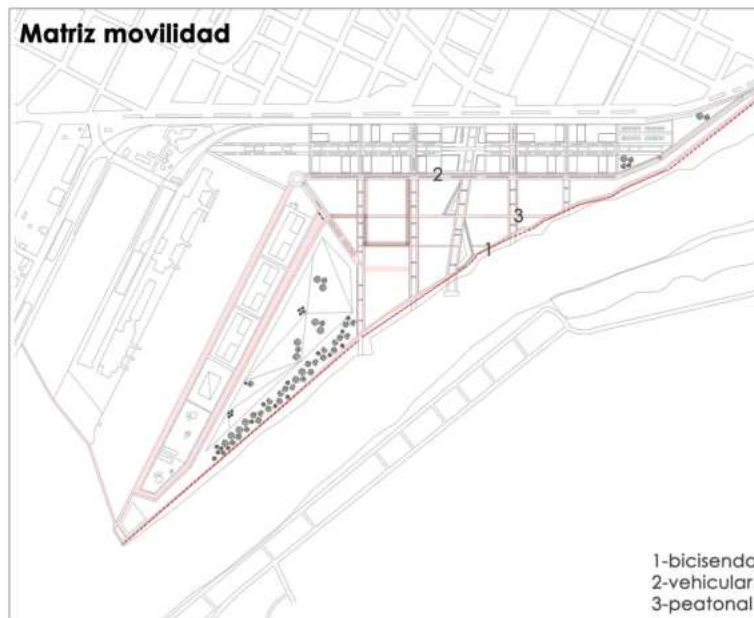 Matriz movilidad
2
3
1
1-bicisenda
2-vehicular
3-peatonal